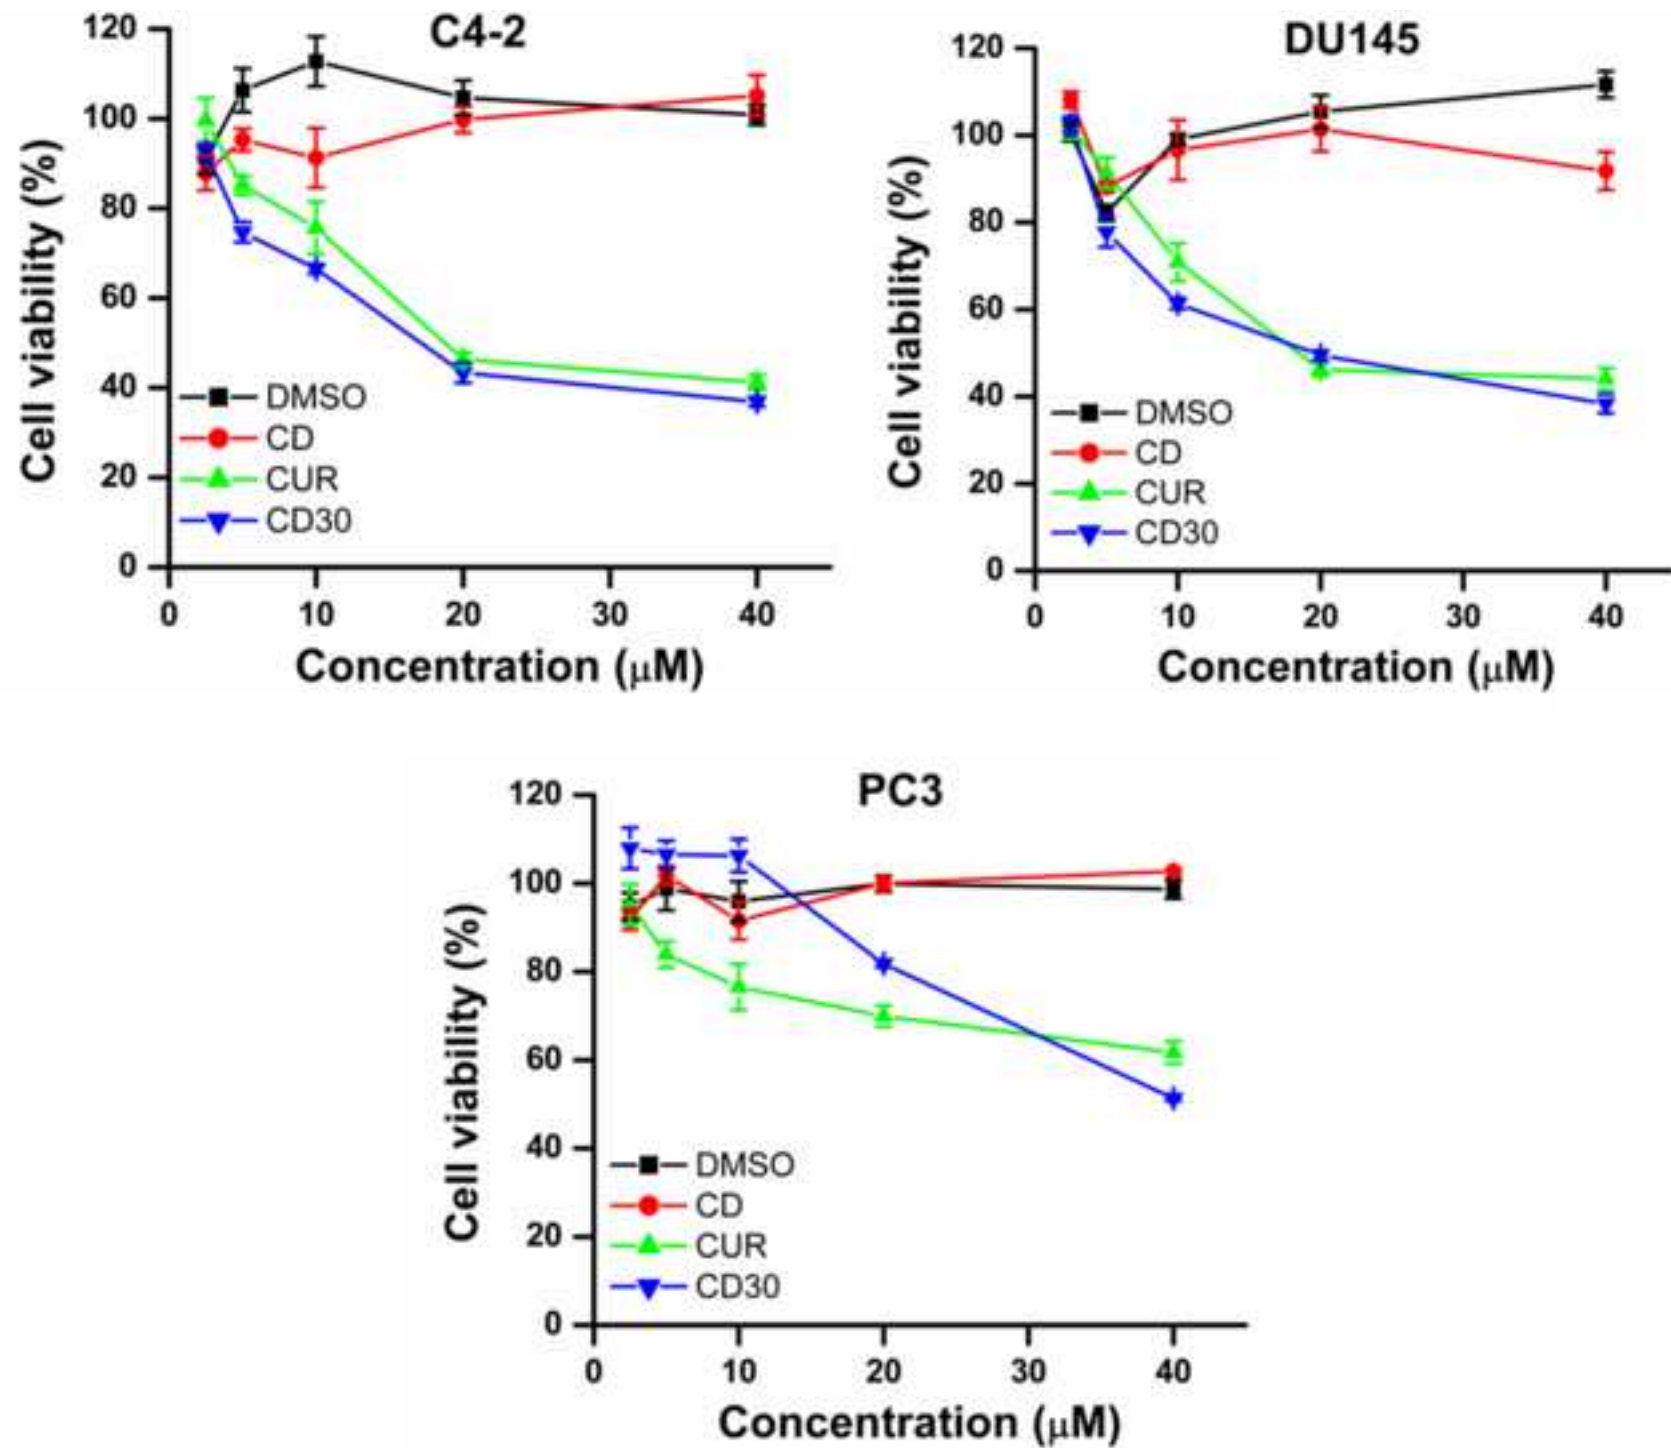 C4-2
120
100
80
60
40
20
0
Cell viability (%)
DMSO
CD
CUR
CD30
0 10 20 30 40
Concentration (μM)
DU145
120
100
80
60
40
20
0
Cell viability (%)
DMSO
CD
CUR
CD30
0 10 20 30 40
Concentration (μM)
PC3
120
100
80
60
40
20
0
Cell viability (%)
DMSO
CD
CUR
CD30
0 10 20 30 40
Concentration (μM)